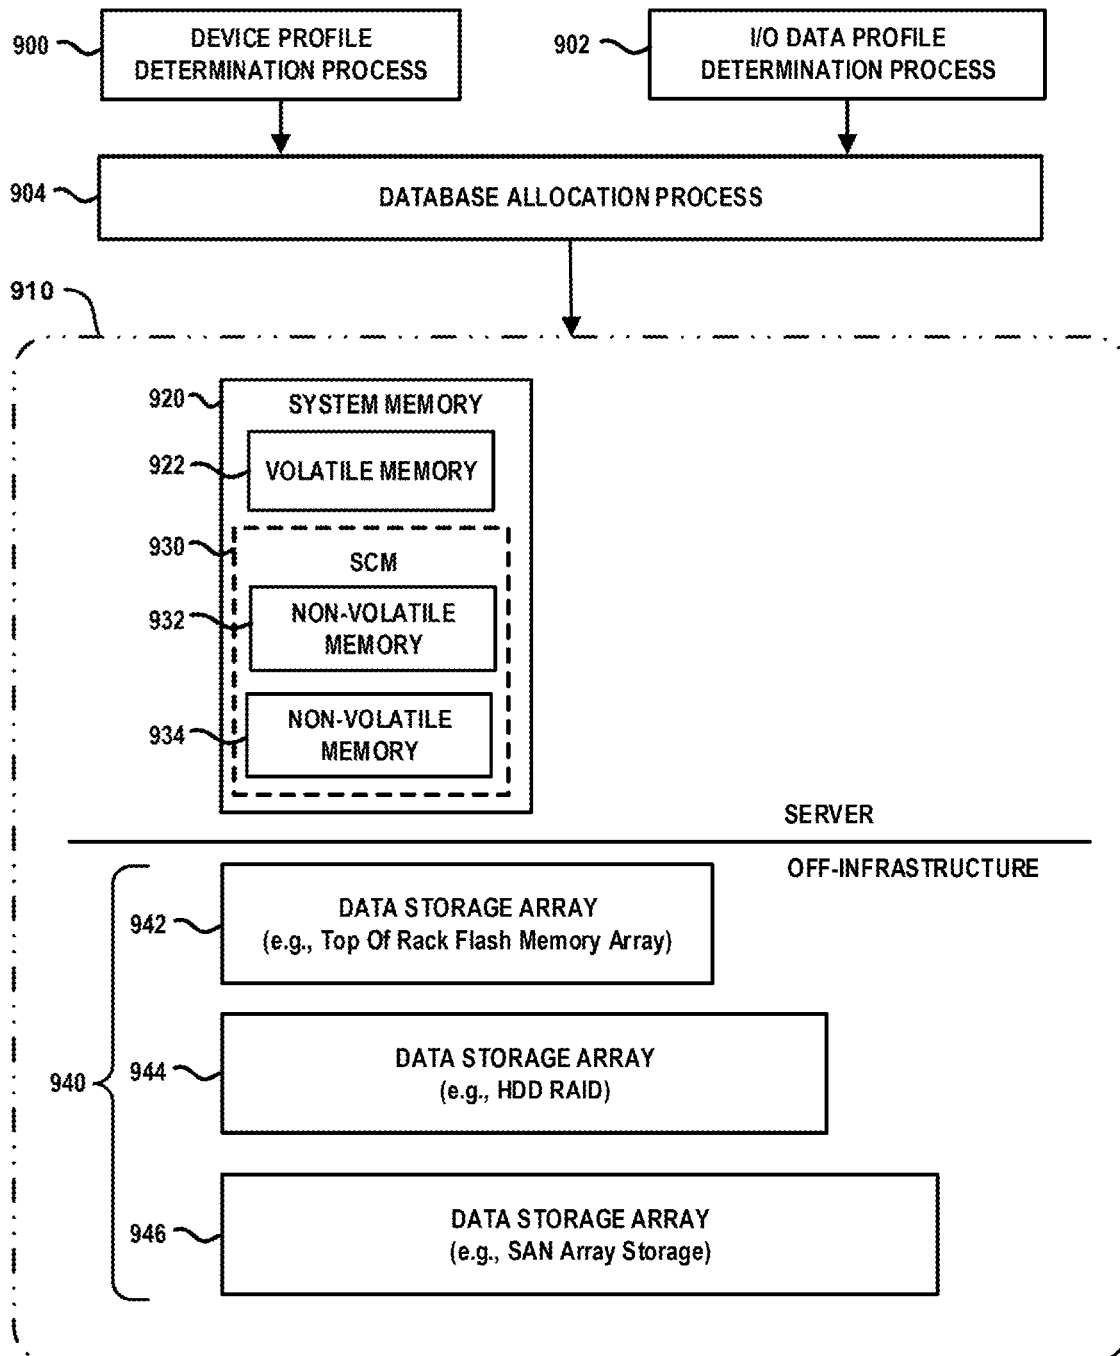 900
DEVICE PROFILE
DETERMINATION PROCESS
902
I/O DATA PROFILE
DETERMINATION PROCESS
904
DATABASE ALLOCATION PROCESS
910
920
SYSTEM MEMORY
922
VOLATILE MEMORY
930
SCM
932
NON-VOLATILE
MEMORY
934
NON-VOLATILE
MEMORY
SERVER
OFF-INFRASTRUCTURE
940
942
DATA STORAGE ARRAY
(e.g., Top Of Rack Flash Memory Array)
944
DATA STORAGE ARRAY
(e.g., HDD RAID)
946
DATA STORAGE ARRAY
(e.g., SAN Array Storage)